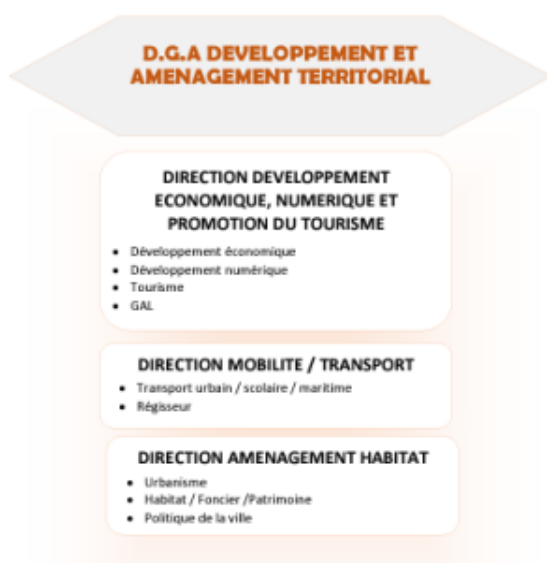 D.G.A DEVELOPPEMENT ET
AMENAGEMENT TERRITORIAL
DIRECTION DEVELOPPEMENT
ECONOMIQUE, NUMERIQUE ET
PROMOTION DU TOURISME
• Développement économique
• Développement numérique
• Tourisme
• GAL
DIRECTION MOBILITE / TRANSPORT
• Transport urbain / scolaire / maritime
• Régisseur
DIRECTION AMENAGEMENT HABITAT
• Urbanisme
• Habitat / Foncier /Patrimoine
• Politique de la ville